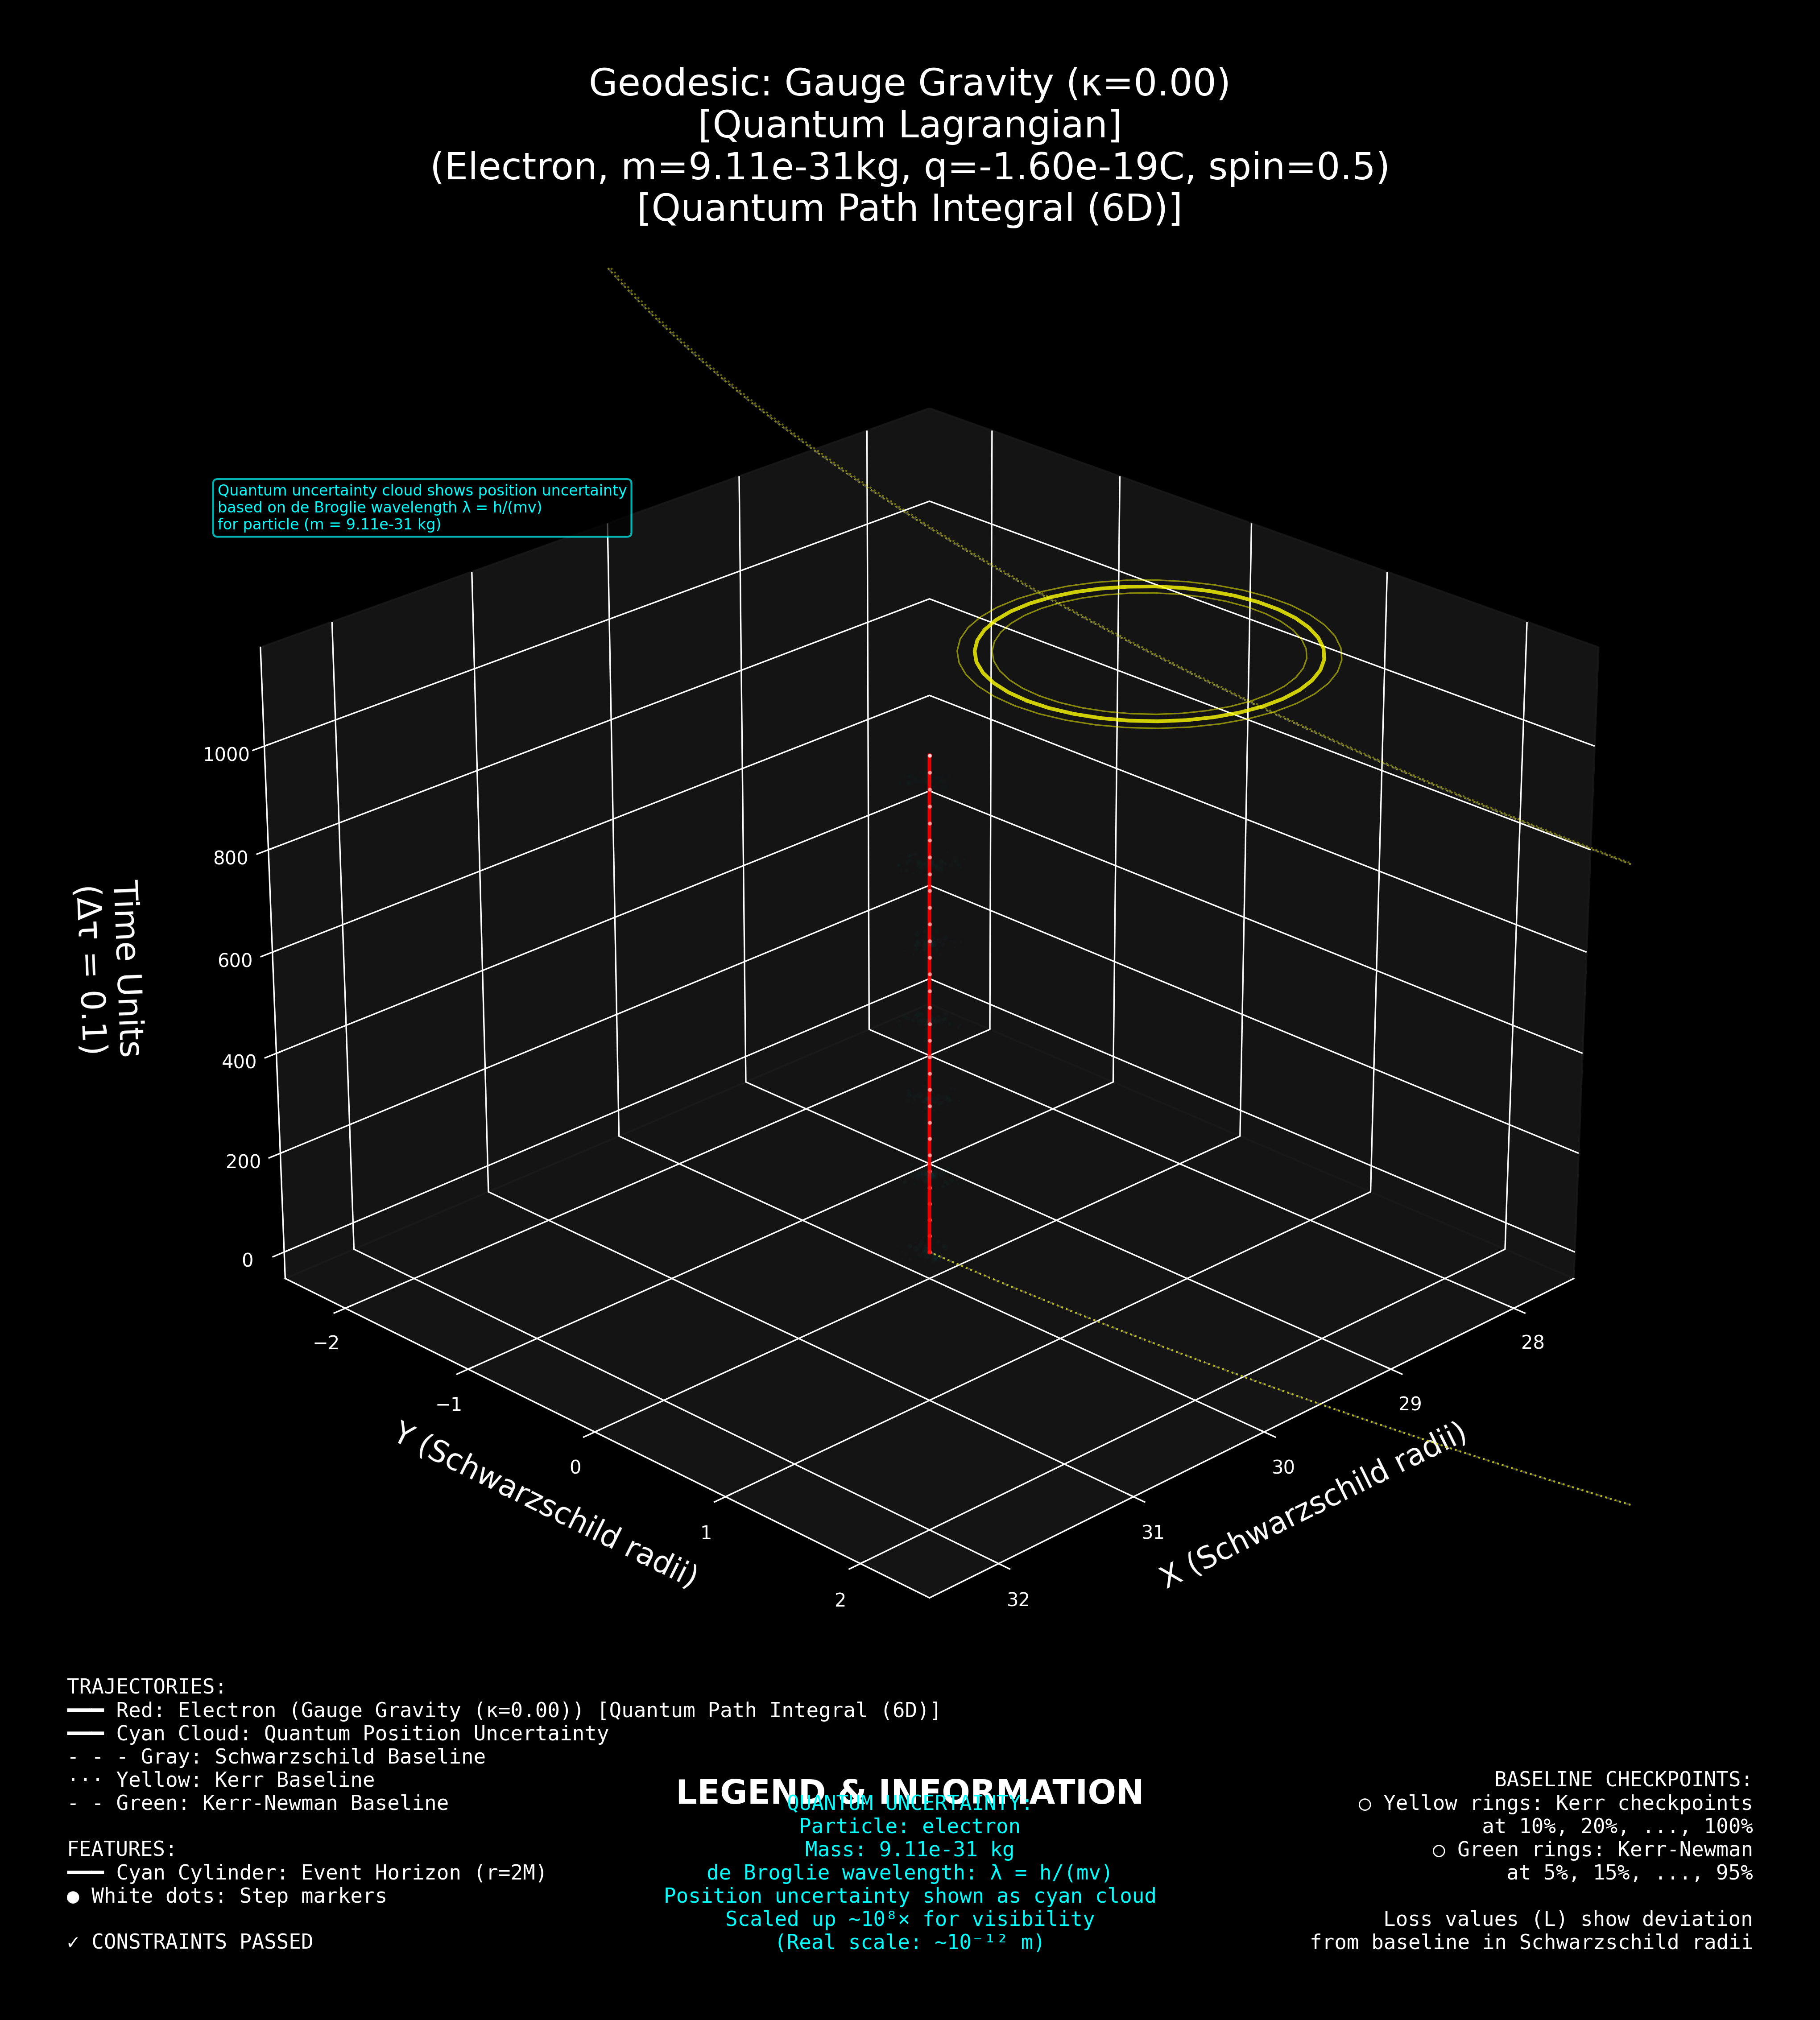 Geodesic: Gauge Gravity (κ=0.00)
[Quantum Lagrangian]
(Electron, m=9.11e-31kg, q=-1.60e-19C, spin=0.5)
[Quantum Path Integral (6D)]
Quantum uncertainty cloud shows position uncertainty
based on de Broglie wavelength λ = h/(mv)
for particle (m = 9.11e-31 kg)
1000
800
600
400
200
0
Time Units
(Δτ = 0.1)
−2
−1
0
1
2
Y (Schwarzschild radii)
28
29
30
31
32
X (Schwarzschild radii)
TRAJECTORIES:
━━━ Red: Electron (Gauge Gravity (κ=0.00)) [Quantum Path Integral (6D)]
━━━ Cyan Cloud: Quantum Position Uncertainty
- - - Gray: Schwarzschild Baseline
··· Yellow: Kerr Baseline
- - Green: Kerr-Newman Baseline
FEATURES:
━━━ Cyan Cylinder: Event Horizon (r=2M)
● White dots: Step markers
✓ CONSTRAINTS PASSED
LEGEND & INFORMATION
QUANTUM UNCERTAINTY:
Particle: electron
Mass: 9.11e-31 kg
de Broglie wavelength: λ = h/(mv)
Position uncertainty shown as cyan cloud
Scaled up ~10⁸× for visibility
(Real scale: ~10⁻¹² m)
BASELINE CHECKPOINTS:
○ Yellow rings: Kerr checkpoints
at 10%, 20%, ..., 100%
○ Green rings: Kerr-Newman
at 5%, 15%, ..., 95%
Loss values (L) show deviation
from baseline in Schwarzschild radii